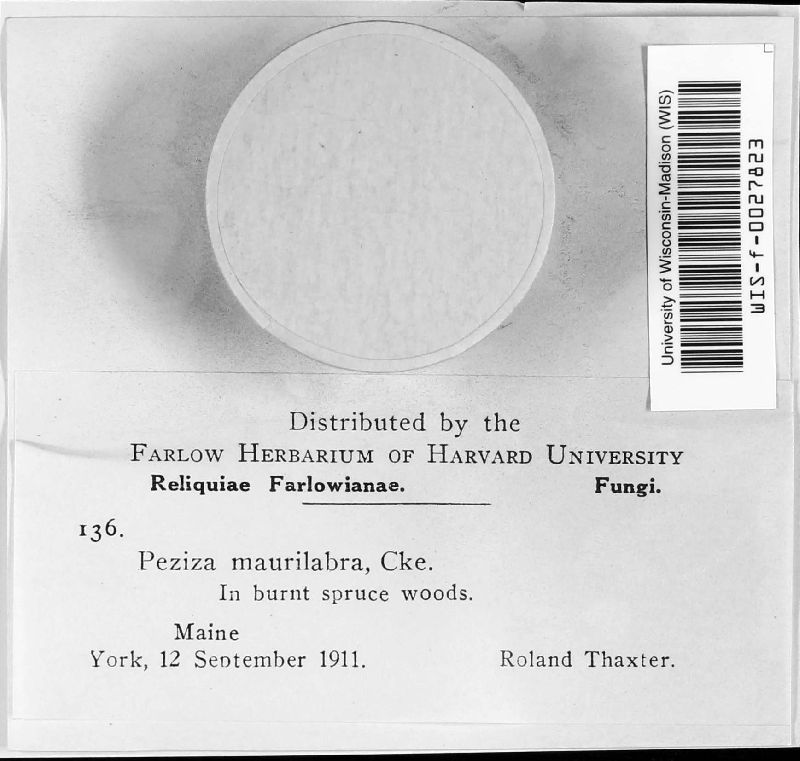 Distributed by the
FARLOW HERBARIUM OF HARVARD UNIVERSITY
Reliquiae Farlowianae. Fungi.
136.
Peziza maurilabra, Cke.
In burnt spruce woods.
Maine
York, 12 September 1911. Roland Thaxter.
University of Wisconsin-Madison (WIS)
WIS-f-0027823